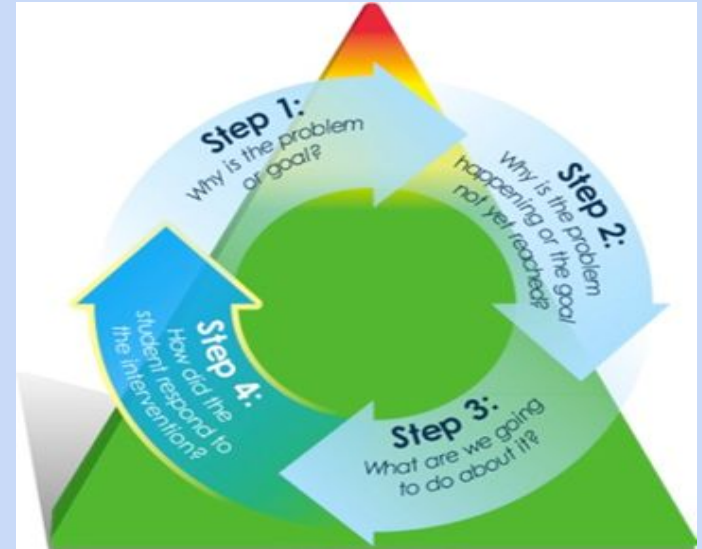 Step 1:
Why is the problem
or goal?
Step 2:
Why is the problem
happening or the goal
not yet reached?
Step 3:
What are we going
to do about it?
Step 4:
How did the
student respond to
the intervention?